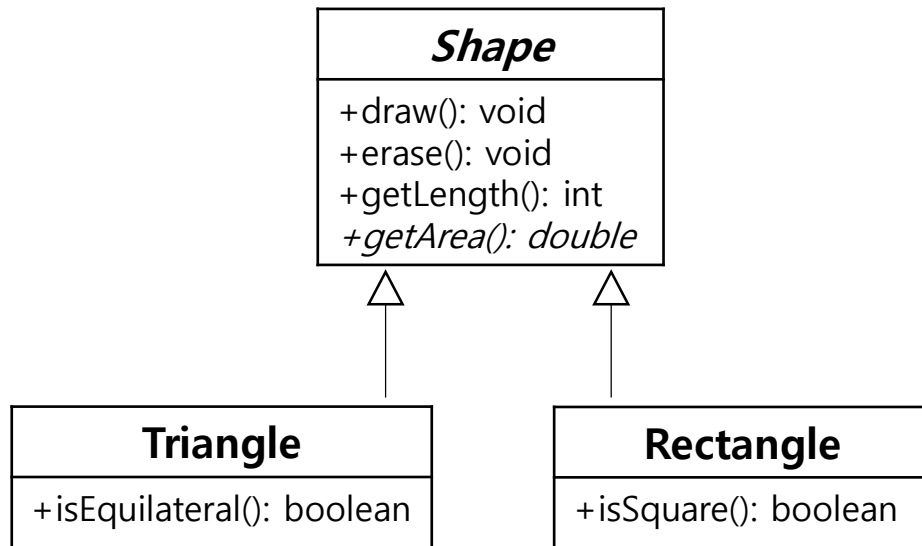 Shape
+draw(): void
+erase(): void
+getLength(): int
+getArea(): double
Triangle
+isEquilateral(): boolean
Rectangle
+isSquare(): boolean